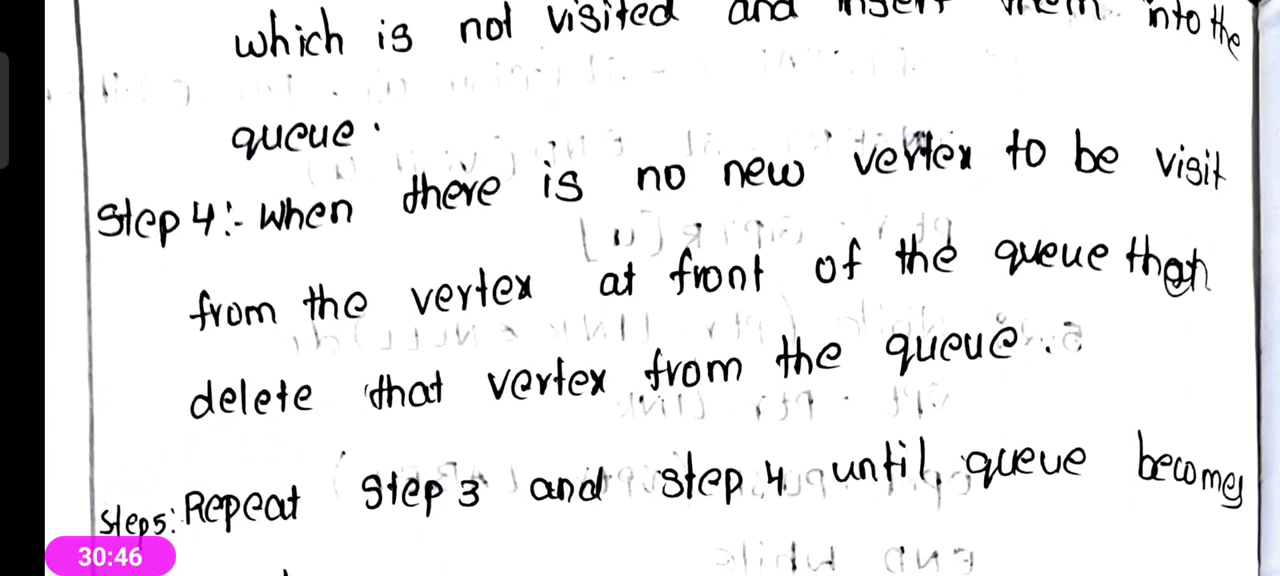 which is not visited and insert them into the
queue.
Step 4:- When there is no new vertex to be visit
from the vertex at front of the queue then
delete that vertex from the queue.
Step5: Repeat Step 3 and step 4 until queue becomes
30:46